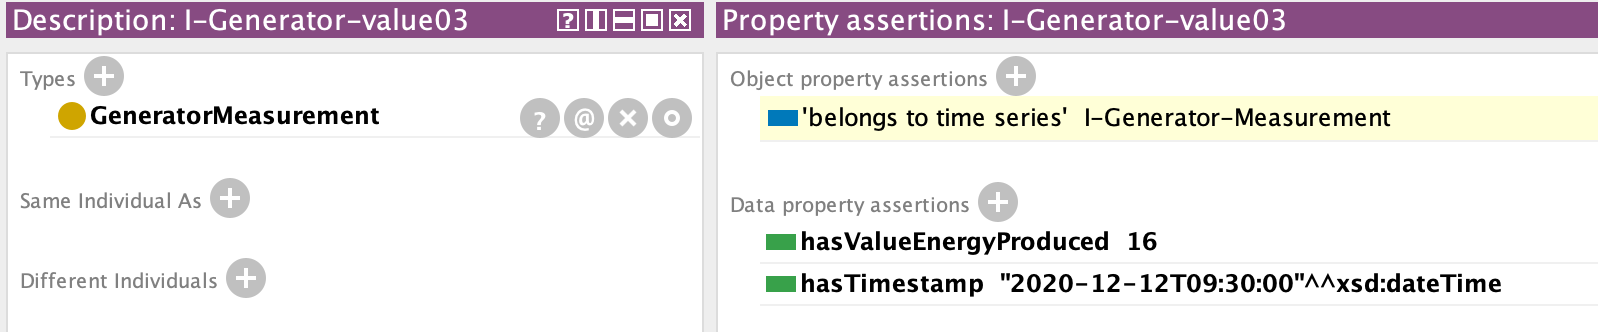 Description: I-Generator-value03
Types
GeneratorMeasurement
Same Individual As
Different Individuals
Property assertions: I-Generator-value03
Object property assertions
'belongs to time series' I-Generator-Measurement
Data property assertions
hasValueEnergyProduced 16
hasTimestamp "2020-12-12T09:30:00"^^xsd:dateTime